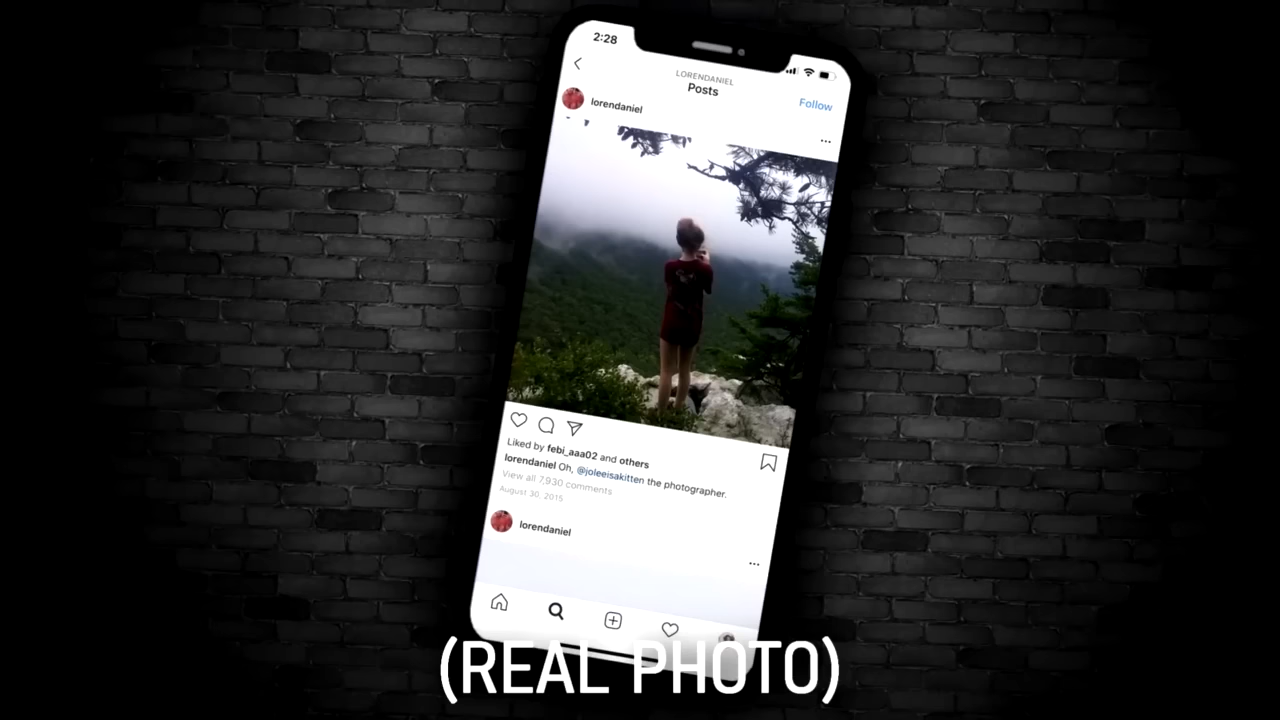 2:28
LORENDANIEL
Posts
Follow
lorendaniel
Liked by febi_aaa02 and others
lorendaniel Oh, @joleeisakitten the photographer.
View all 7,930 comments
August 30, 2015
lorendaniel
(REAL PHOTO)